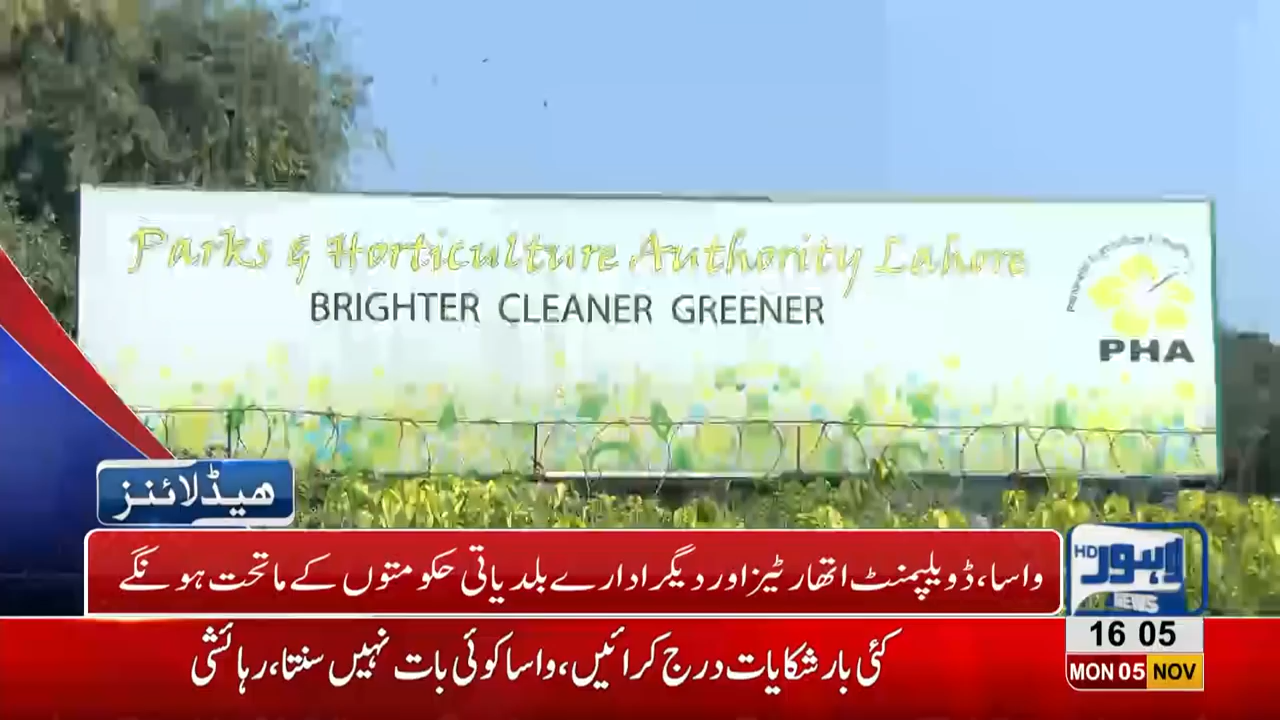 Parks & Horticulture Authority Lahore
BRIGHTER CLEANER GREENER
PHA
ھیڈلائنز
واسا، ڈویلپمنٹ اتھارٹیز اور دیگر ادارے بلدیاتی حکومتوں کے ماتحت ہونگے
HD
لاہور
NEWS
16 05
MON 05 NOV
کئی بار شکایات درج کرائیں، واسا کوئی بات نہیں سنتا، رہائشی